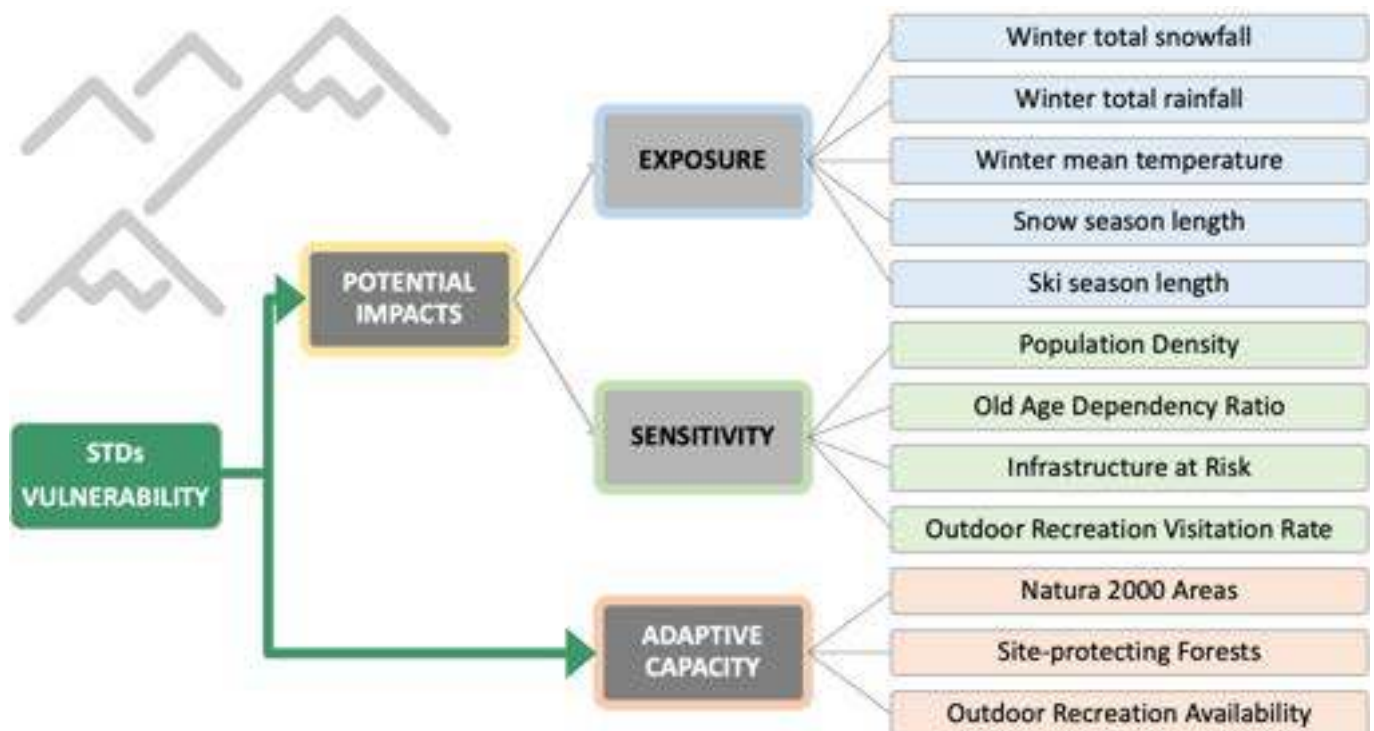 Winter total snowfall
Winter total rainfall
EXPOSURE
Winter mean temperature
Snow season length
POTENTIAL
IMPACTS
Ski season length
Population Density
Old Age Dependency Ratio
SENSITIVITY
STDs
VULNERABILITY
Infrastructure at Risk
Outdoor Recreation Visitation Rate
Natura 2000 Areas
ADAPTIVE
CAPACITY
Site-protecting Forests
Outdoor Recreation Availability